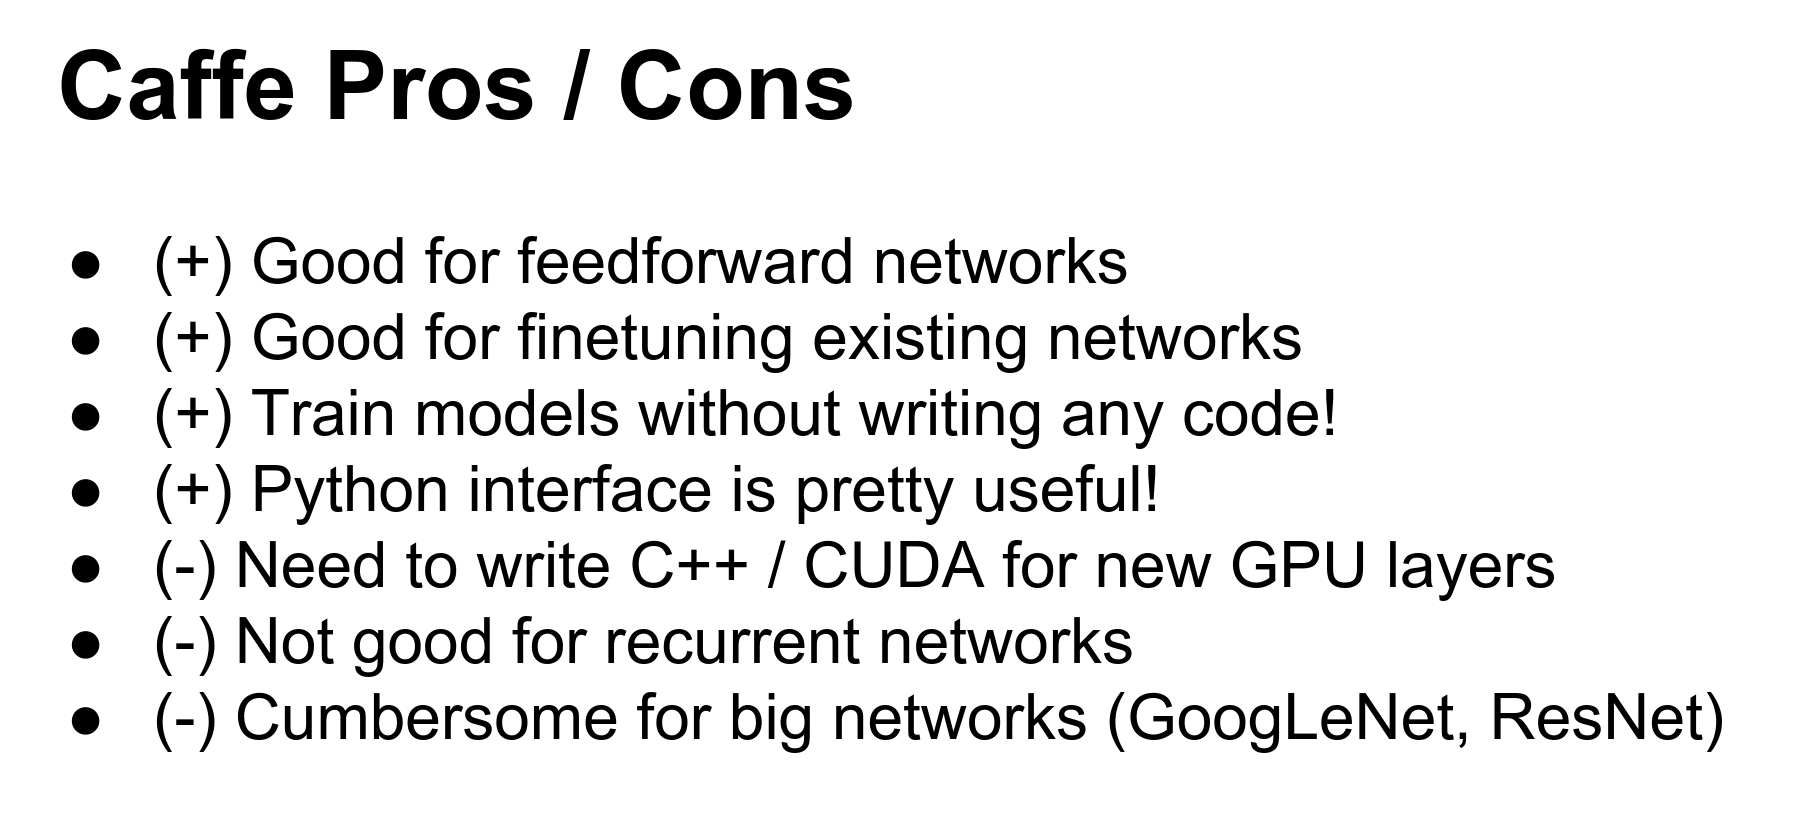 Caffe Pros / Cons
● (+) Good for feedforward networks
● (+) Good for finetuning existing networks
● (+) Train models without writing any code!
● (+) Python interface is pretty useful!
● (-) Need to write C++ / CUDA for new GPU layers
● (-) Not good for recurrent networks
● (-) Cumbersome for big networks (GoogLeNet, ResNet)